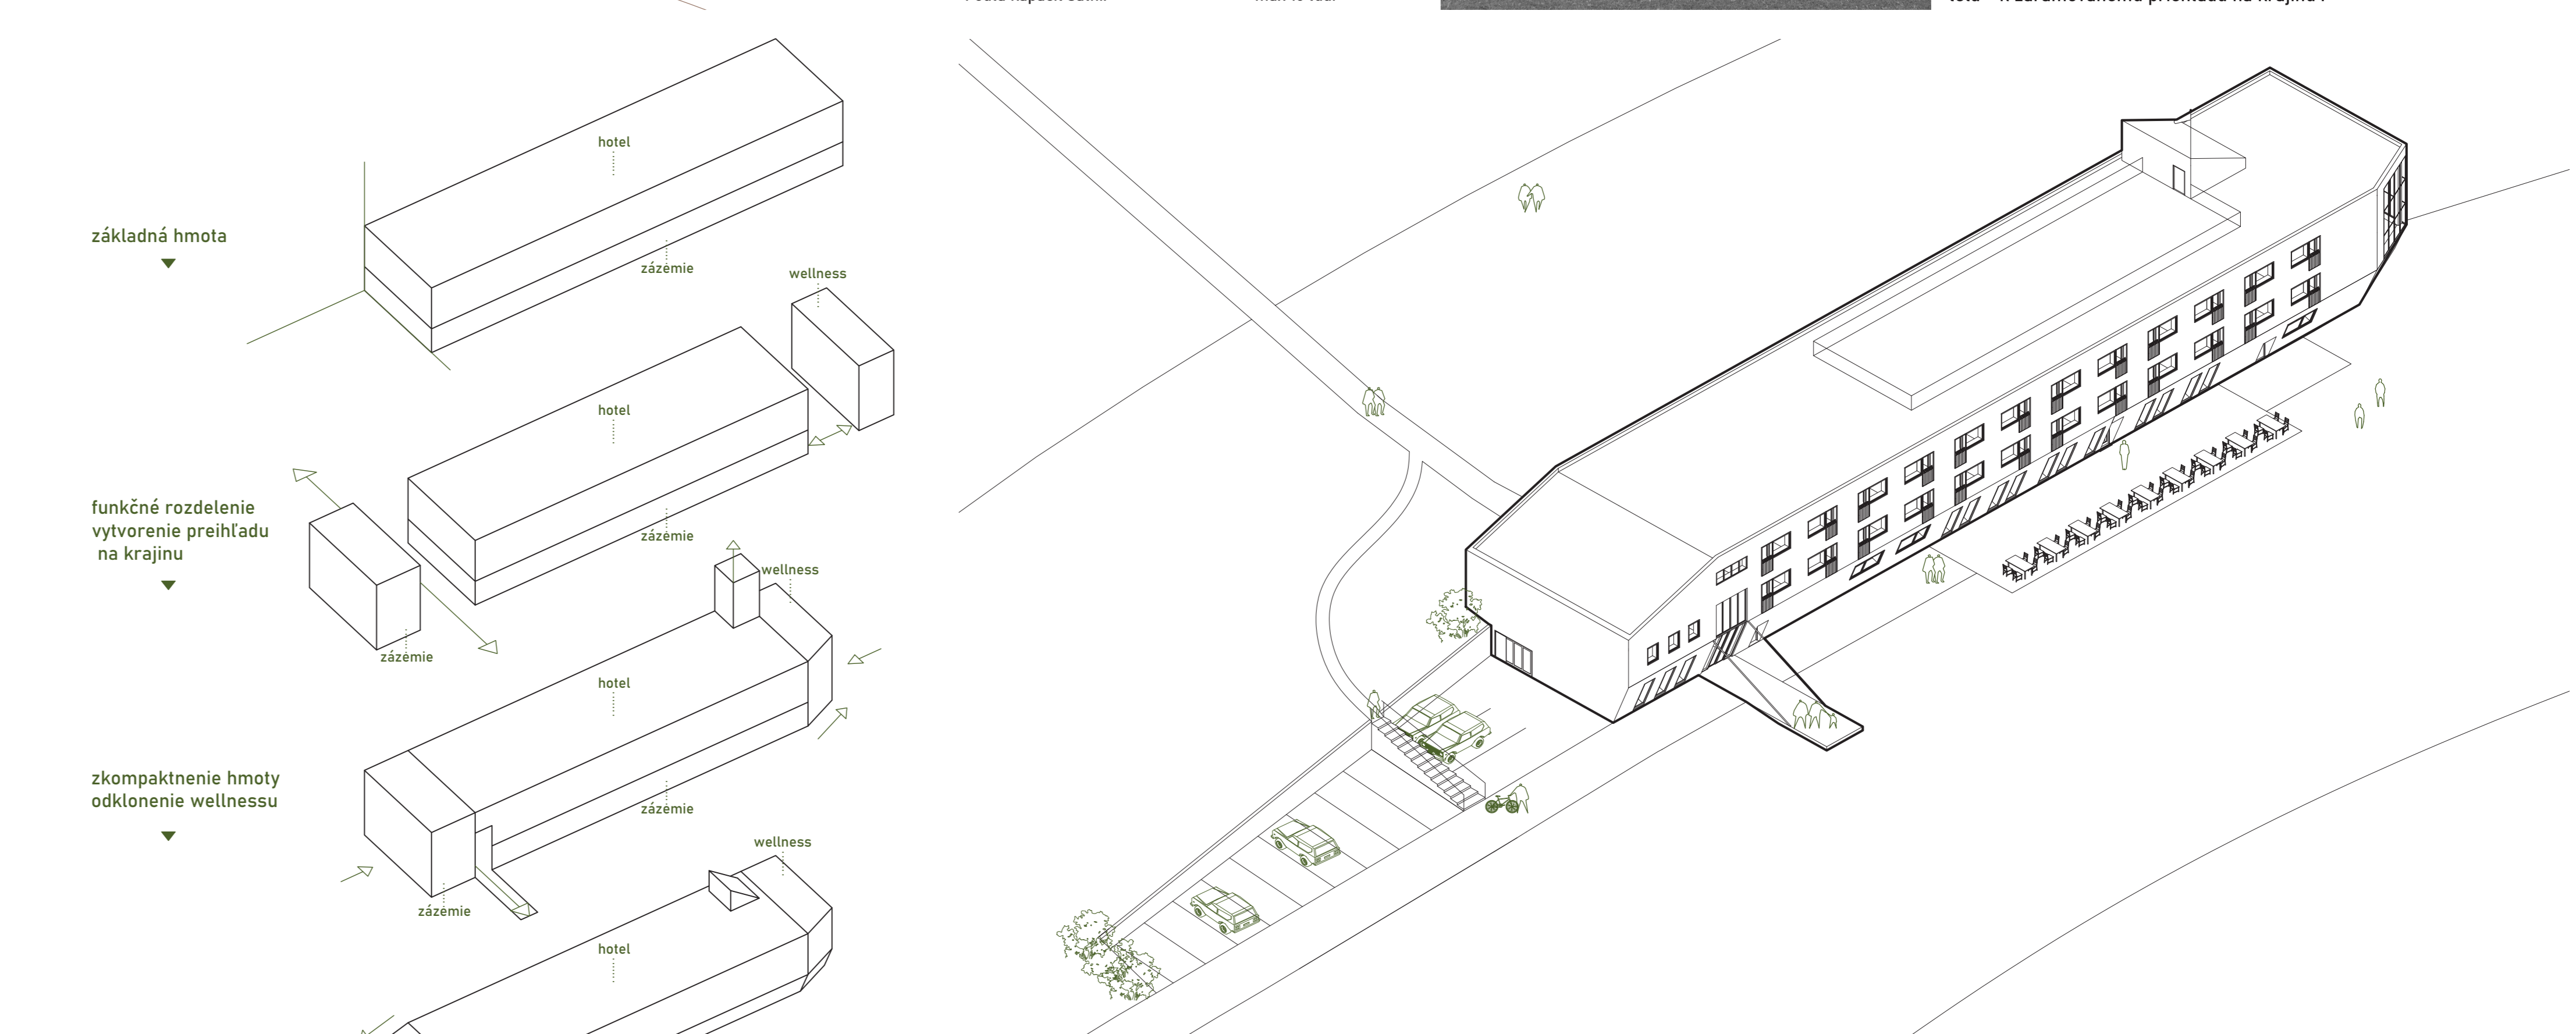 hotel
základná hmota
zázemie
wellness
hotel
funkčné rozdelenie
vytvorenie preihľadu
na krajinu
zázemie
wellness
zázemie
hotel
zkompaktnenie hmoty
odklonenie wellnessu
zázemie
wellness
zázemie
hotel